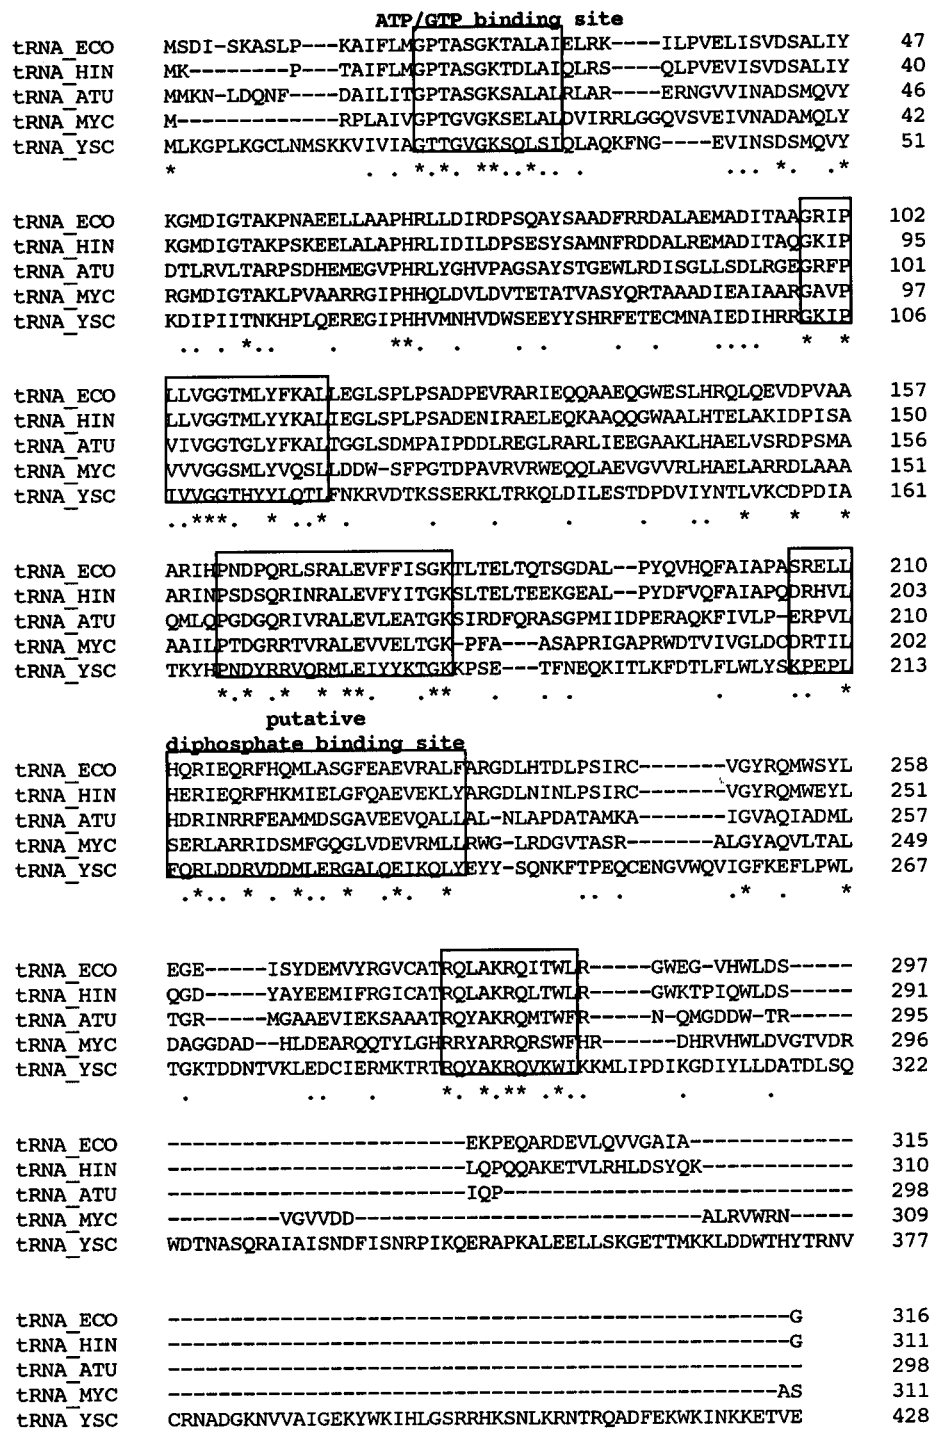 ATP/GTP binding site
tRNA_ECO MSDI-SKASLP---KAIFLMGPTASGKTALAIELRK----ILPVELISVDSALIY 47
tRNA_HIN MK---------P---TAIFLMGPTASGKTDLAIQLRS----QLPVEVISVDSALIY 40
tRNA_ATU MMKN-LDQNF----DAILITGPTASGKSALALRLAR----ERNGVVINADSMQVY 46
tRNA_MYC M-------------RPLAIVGPTGVGKSELALDVIRRLGGQVSVEIVNADAMQLY 42
tRNA_YSC MLKGPLKGCLNMSKKVIVIAGTTGVGKSQLSIQLAQKFNG----EVINSDSMQVY 51
* . . *.*. ** ..*. . ...*. .*
tRNA_ECO KGMDIGTAKPNAEELLAAPHRLLDIRDPSQAYSAADFRRDALAEMADITAAGRIP 102
tRNA_HIN KGMDIGTAKPSKEELALAPHRLIDILDPSESYSAMNFRDDALREMADITAQGKIP 95
tRNA_ATU DTLRVLTARPSDHEMEGVPHRLYGHVPAGSAYSTGEWLRDISGLLSDLRGEGRFP 101
tRNA_MYC RGMDIGTAKLPVAARRGIPHHQLDVLDVTETATVASYQRTAAADIEAIAARGAVP 97
tRNA_YSC KDIPIITNKHPLQEREGIPHHVMNHVDWSEEYYSHRFETECMNAIEDIHRRGKIP 106
.. . *.. **. . . . . .... * *
tRNA_ECO LLVGGTMLYFKALLEGLSPLPSADPEVRARIEQQAAEQGWESLHRQLQEVDPVAA 157
tRNA_HIN LLVGGTMLYYKALIEGLSPLPSADENIRAELEQKAAQQGWAALHTELAKIDPISA 150
tRNA_ATU VIVGGTGLYFKALTGGLSDMPAIPDDLREGLRARLIEEGAAKLHAELVSRDPSMA 156
tRNA_MYC VVVGGSMLYVQSLLDDW-SFPGTDPAVRVRWEQQLAEVGVVRLHAELARRDLAAA 151
tRNA_YSC IVVGGTHYYLQTLFNKRVDTKSSERKLTRKQLDILESTDPDVIYNTLVKCDPDIA 161
..***. * ..* . . . . .. * * *
tRNA_ECO ARIHPNDPQRLSRALEVFFISGKTLTELTQTSGDAL--PYQVHQFAIAPASRELL 210
tRNA_HIN ARINPSDSQRINRALEVFYITGKSLTELTEEKGEAL--PYDFVQFAIAPQDRHVL 203
tRNA_ATU QMLQPGDGQRIVRALEVLEATGKSIRDFQRASGPMIIDPERAQKFIVLP-ERPVL 210
tRNA_MYC AAILPTDGRRTVRALEVVELTGK-PFA---ASAPRIGAPRWDTVIVGLDCDRTIL 202
tRNA_YSC TKYHPNDYRRVQRMLEIYYKTGKKPSE---TFNEQKITLKFDTLFLWLYSKPEPL 213
*.* .* * .** ** . . . . .. *
putative
diphosphate binding site
tRNA_ECO HQRIEQRFHQMLASGFEAEVRALFARGDLHTDLPSIRC-------VGYRQMWSYL 258
tRNA_HIN HERIEQRFHKMIELGFQAEVEKLYARGDLNINLPSIRC-------VGYRQMWEYL 251
tRNA_ATU HDRINRRFEAMMDSGAVEEVQALLAL-NLAPDATAMKA-------IGVAQIADML 257
tRNA_MYC SERLARRIDSMFGQGLVDEVRMLLRWG-LRDGVTASR-------ALGYAQVLTAL 249
tRNA_YSC FQRLDDRVDDMLERGALQEIKQLYEYY-SQNKFTPEQCENGVWQVIGFKEFLPWL 267
.*.. * .*.. * .*. * .. . .* . *
tRNA_ECO EGE-----ISYDEMVYRGVCATRQLAKRQITWLR-----GWEG-VHWLDS----- 297
tRNA_HIN QGD-----YAYEEMIFRGICATRQLAKRQLTWLR-----GWKTPIQWLDS----- 291
tRNA_ATU TGR-----MGAAEVIEKSAAATRQYAKRQMTWFR-----N-QMGDDW-TR----- 295
tRNA_MYC DAGGDAD--HLDEARQQTYLGHRRYARRQRSWFHR------DHRVHWLDVGTVDR 296
tRNA_YSC TGKTDDNTVKLEDCIERMKTRTRQYAKRQVKWIKKMLIPDIKGDIYLLDATDLSQ 322
. .. . *. *.** .*.. . .
tRNA_ECO ------------------------EKPEQARDEVLQVVGAIA------------- 315
tRNA_HIN ------------------------LQPQQAKETVLRHLDSYQK------------ 310
tRNA_ATU ------------------------IQP---------------------------- 298
tRNA_MYC ---------VGVVDD----------------------------ALRVWRN----- 309
tRNA_YSC WDTNASQRAIAISNDFISNRPIKQERAPKALEELLSKGETTMKKLDDWTHYTRNV 377
tRNA_ECO --------------------------------------------------G 316
tRNA_HIN --------------------------------------------------G 311
tRNA_ATU --------------------------------------------------- 298
tRNA_MYC -------------------------------------------------AS 311
tRNA_YSC CRNADGKNVVAIGEKYWKIHLGSRRHKSNLKRNTRQADFEKWKINKKETVE 428